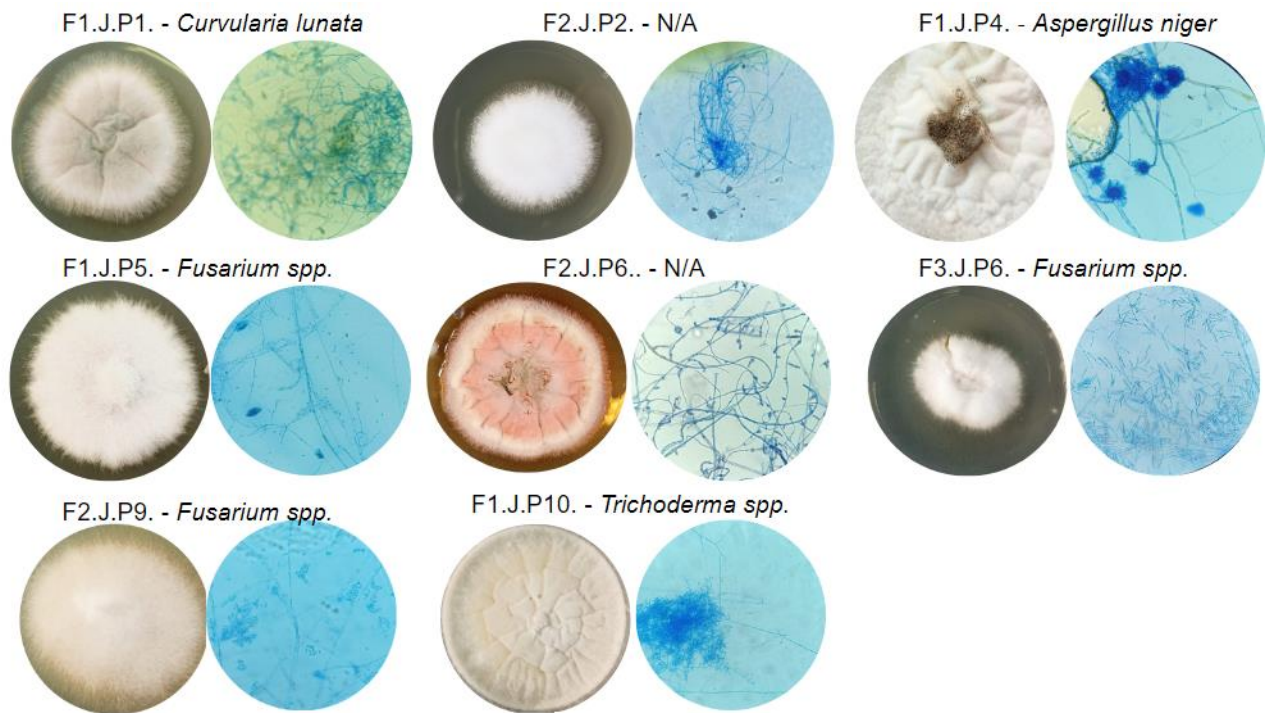 F1.J.P1. - Curvularia lunata
F2.J.P2. - N/A
F1.J.P4. - Aspergillus niger
F1.J.P5. - Fusarium spp.
F2.J.P6.. - N/A
F3.J.P6. - Fusarium spp.
F2.J.P9. - Fusarium spp.
F1.J.P10. - Trichoderma spp.